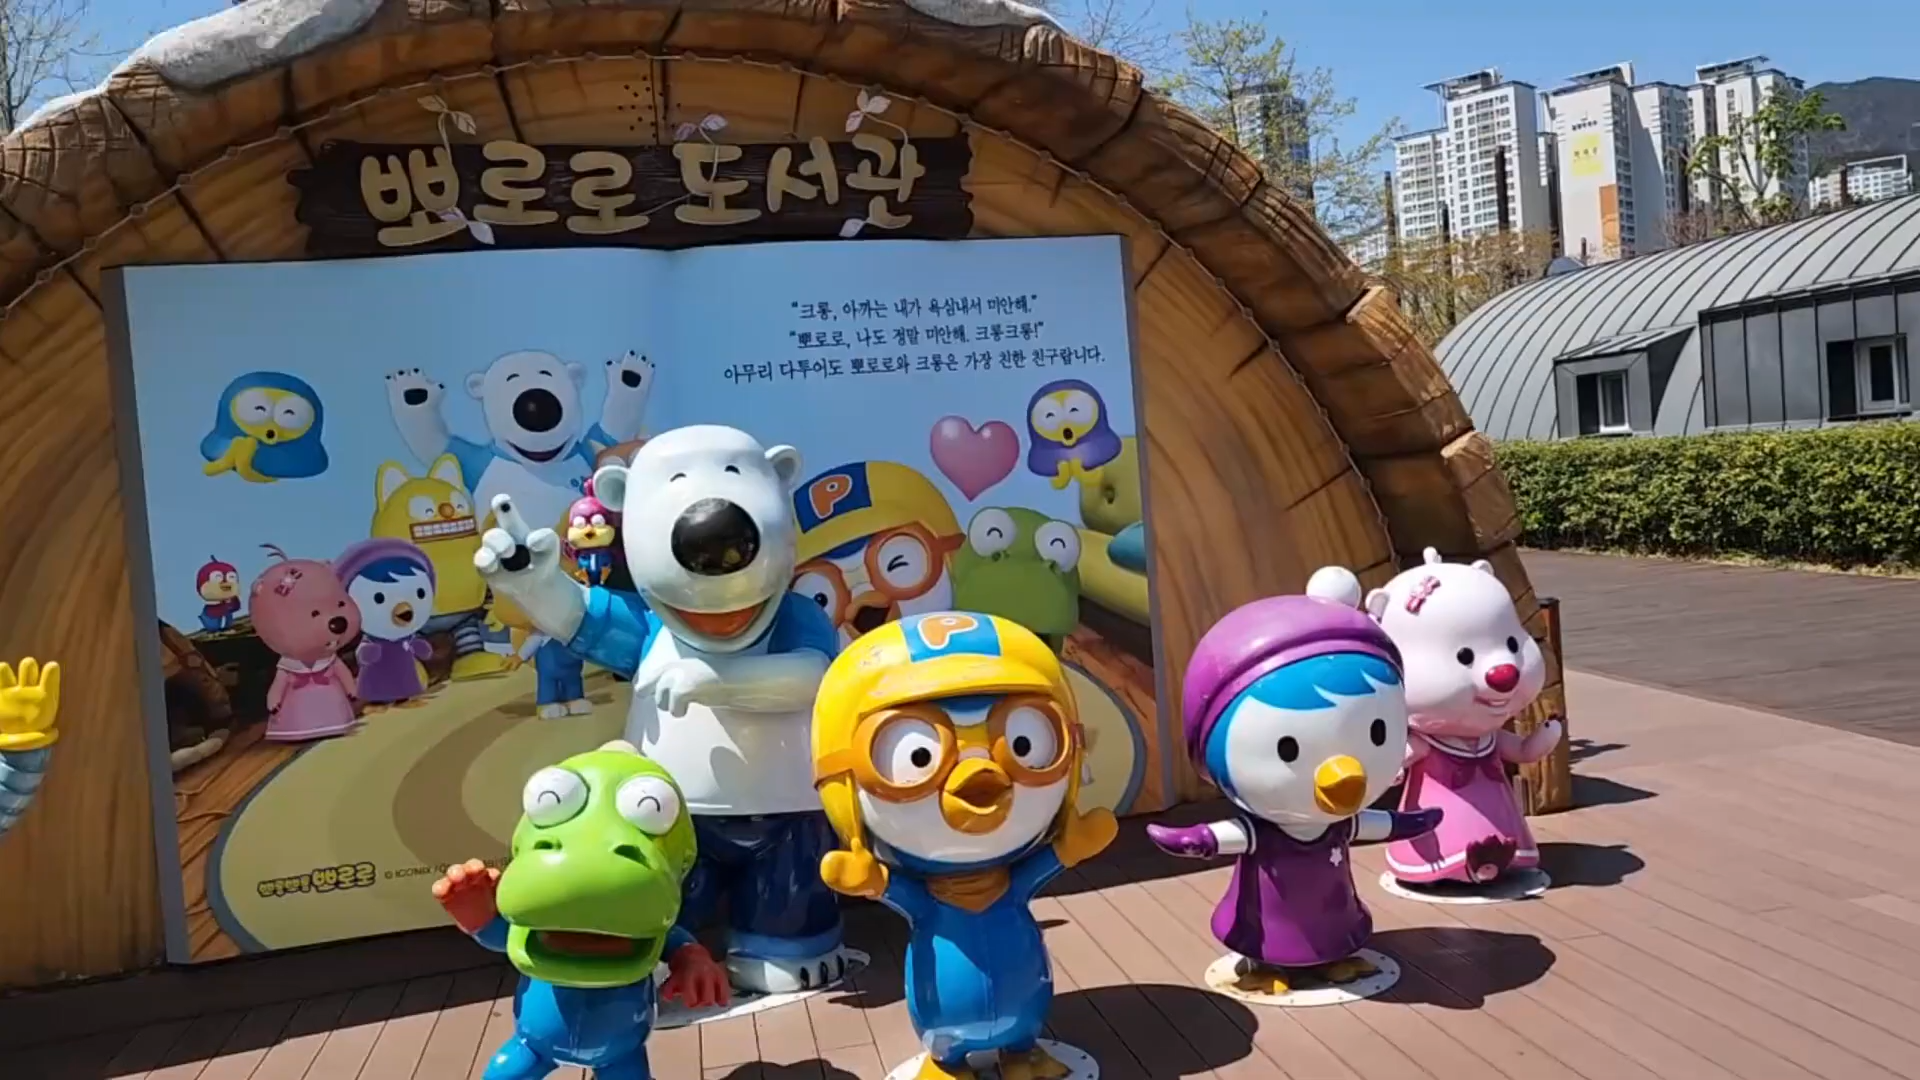 뽀로로 도서관
“크롱, 아까는 내가 욕심내서 미안해.”
“뽀로로, 나도 정말 미안해. 크롱크롱!”
아무리 다투어도 뽀로로와 크롱은 가장 친한 친구랍니다.
P
P
뽀롱뽀롱 뽀로로
© ICONIX /